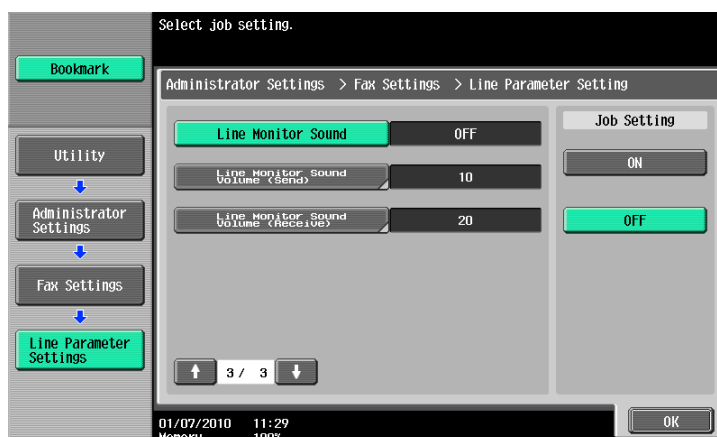 Select job setting.
Bookmark
Administrator Settings > Fax Settings > Line Parameter Setting
Utility
Administrator
Settings
Fax Settings
Line Parameter
Settings
Line Monitor Sound
OFF
Line Monitor Sound
Volume (Send)
10
Line Monitor Sound
Volume (Receive)
20
3/ 3
Job Setting
ON
OFF
01/07/2010 11:29
Memory 100%
OK